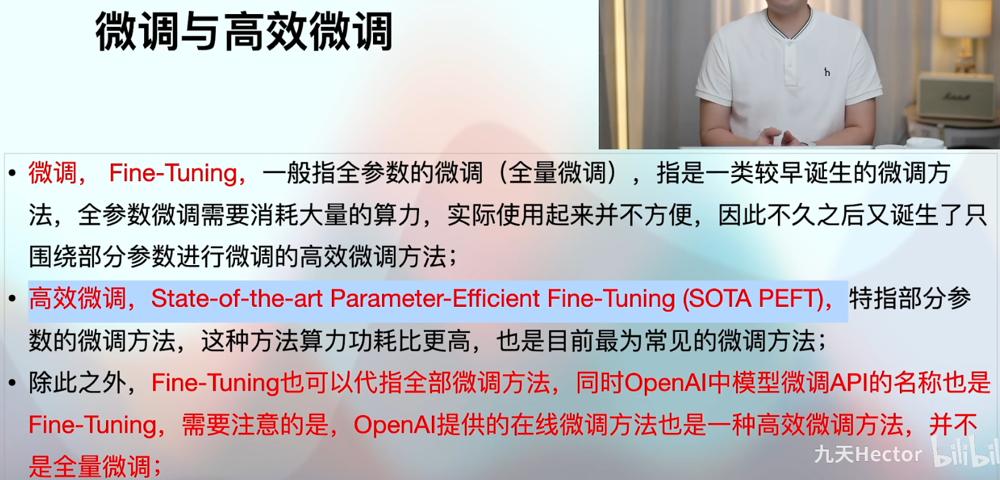 微调与高效微调
h
Marshall
• 微调， Fine-Tuning，一般指全参数的微调（全量微调），指是一类较早诞生的微调方
法，全参数微调需要消耗大量的算力，实际使用起来并不方便，因此不久之后又诞生了只
围绕部分参数进行微调的高效微调方法；
• 高效微调，State-of-the-art Parameter-Efficient Fine-Tuning (SOTA PEFT)，特指部分参
数的微调方法，这种方法算力功耗比更高，也是目前最为常见的微调方法；
• 除此之外，Fine-Tuning也可以代指全部微调方法，同时OpenAI中模型微调API的名称也是
Fine-Tuning，需要注意的是，OpenAI提供的在线微调方法也是一种高效微调方法，并不
是全量微调；
九天Hector bilibili